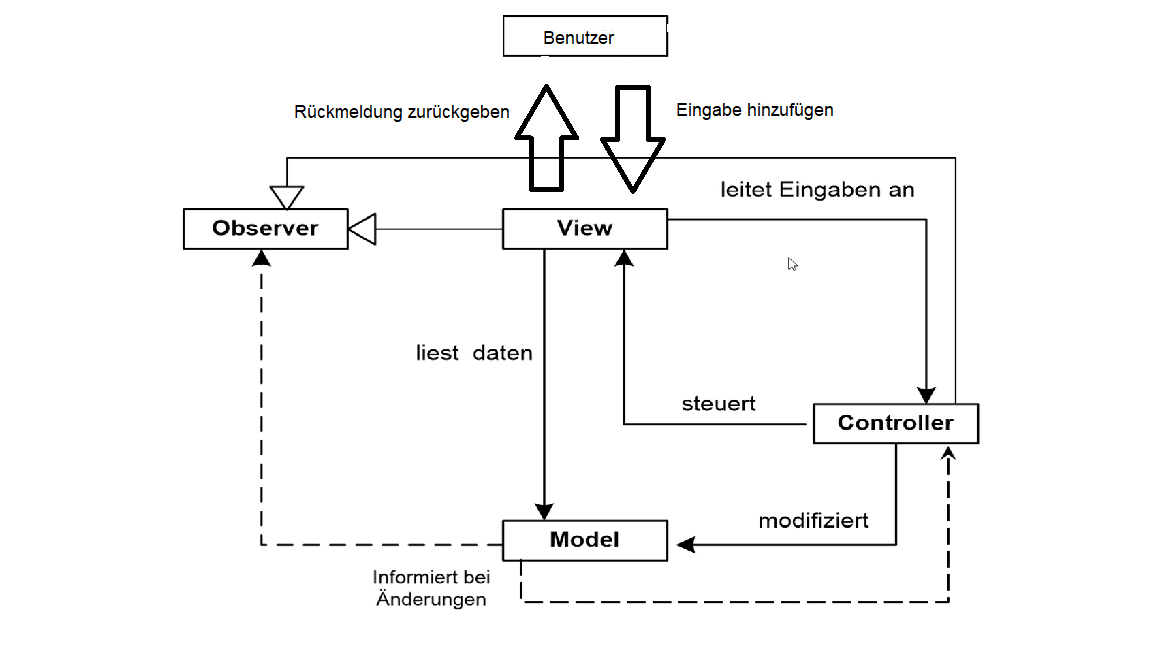 Benutzer
Rückmeldung zurückgeben
Eingabe hinzufügen
leitet Eingaben an
Observer
View
liest daten
steuert
Controller
modifiziert
Model
Informiert bei
Änderungen